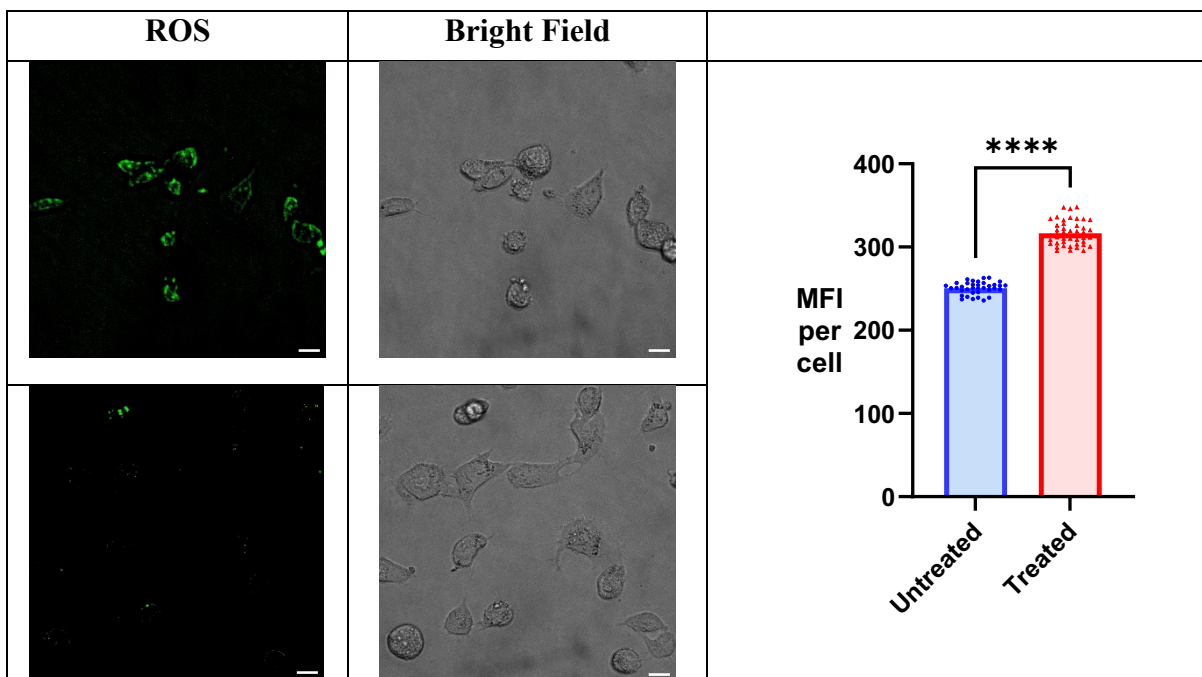 ROS
Bright Field
****
400
300
200
100
0
MFI
per
cell
Untreated
Treated